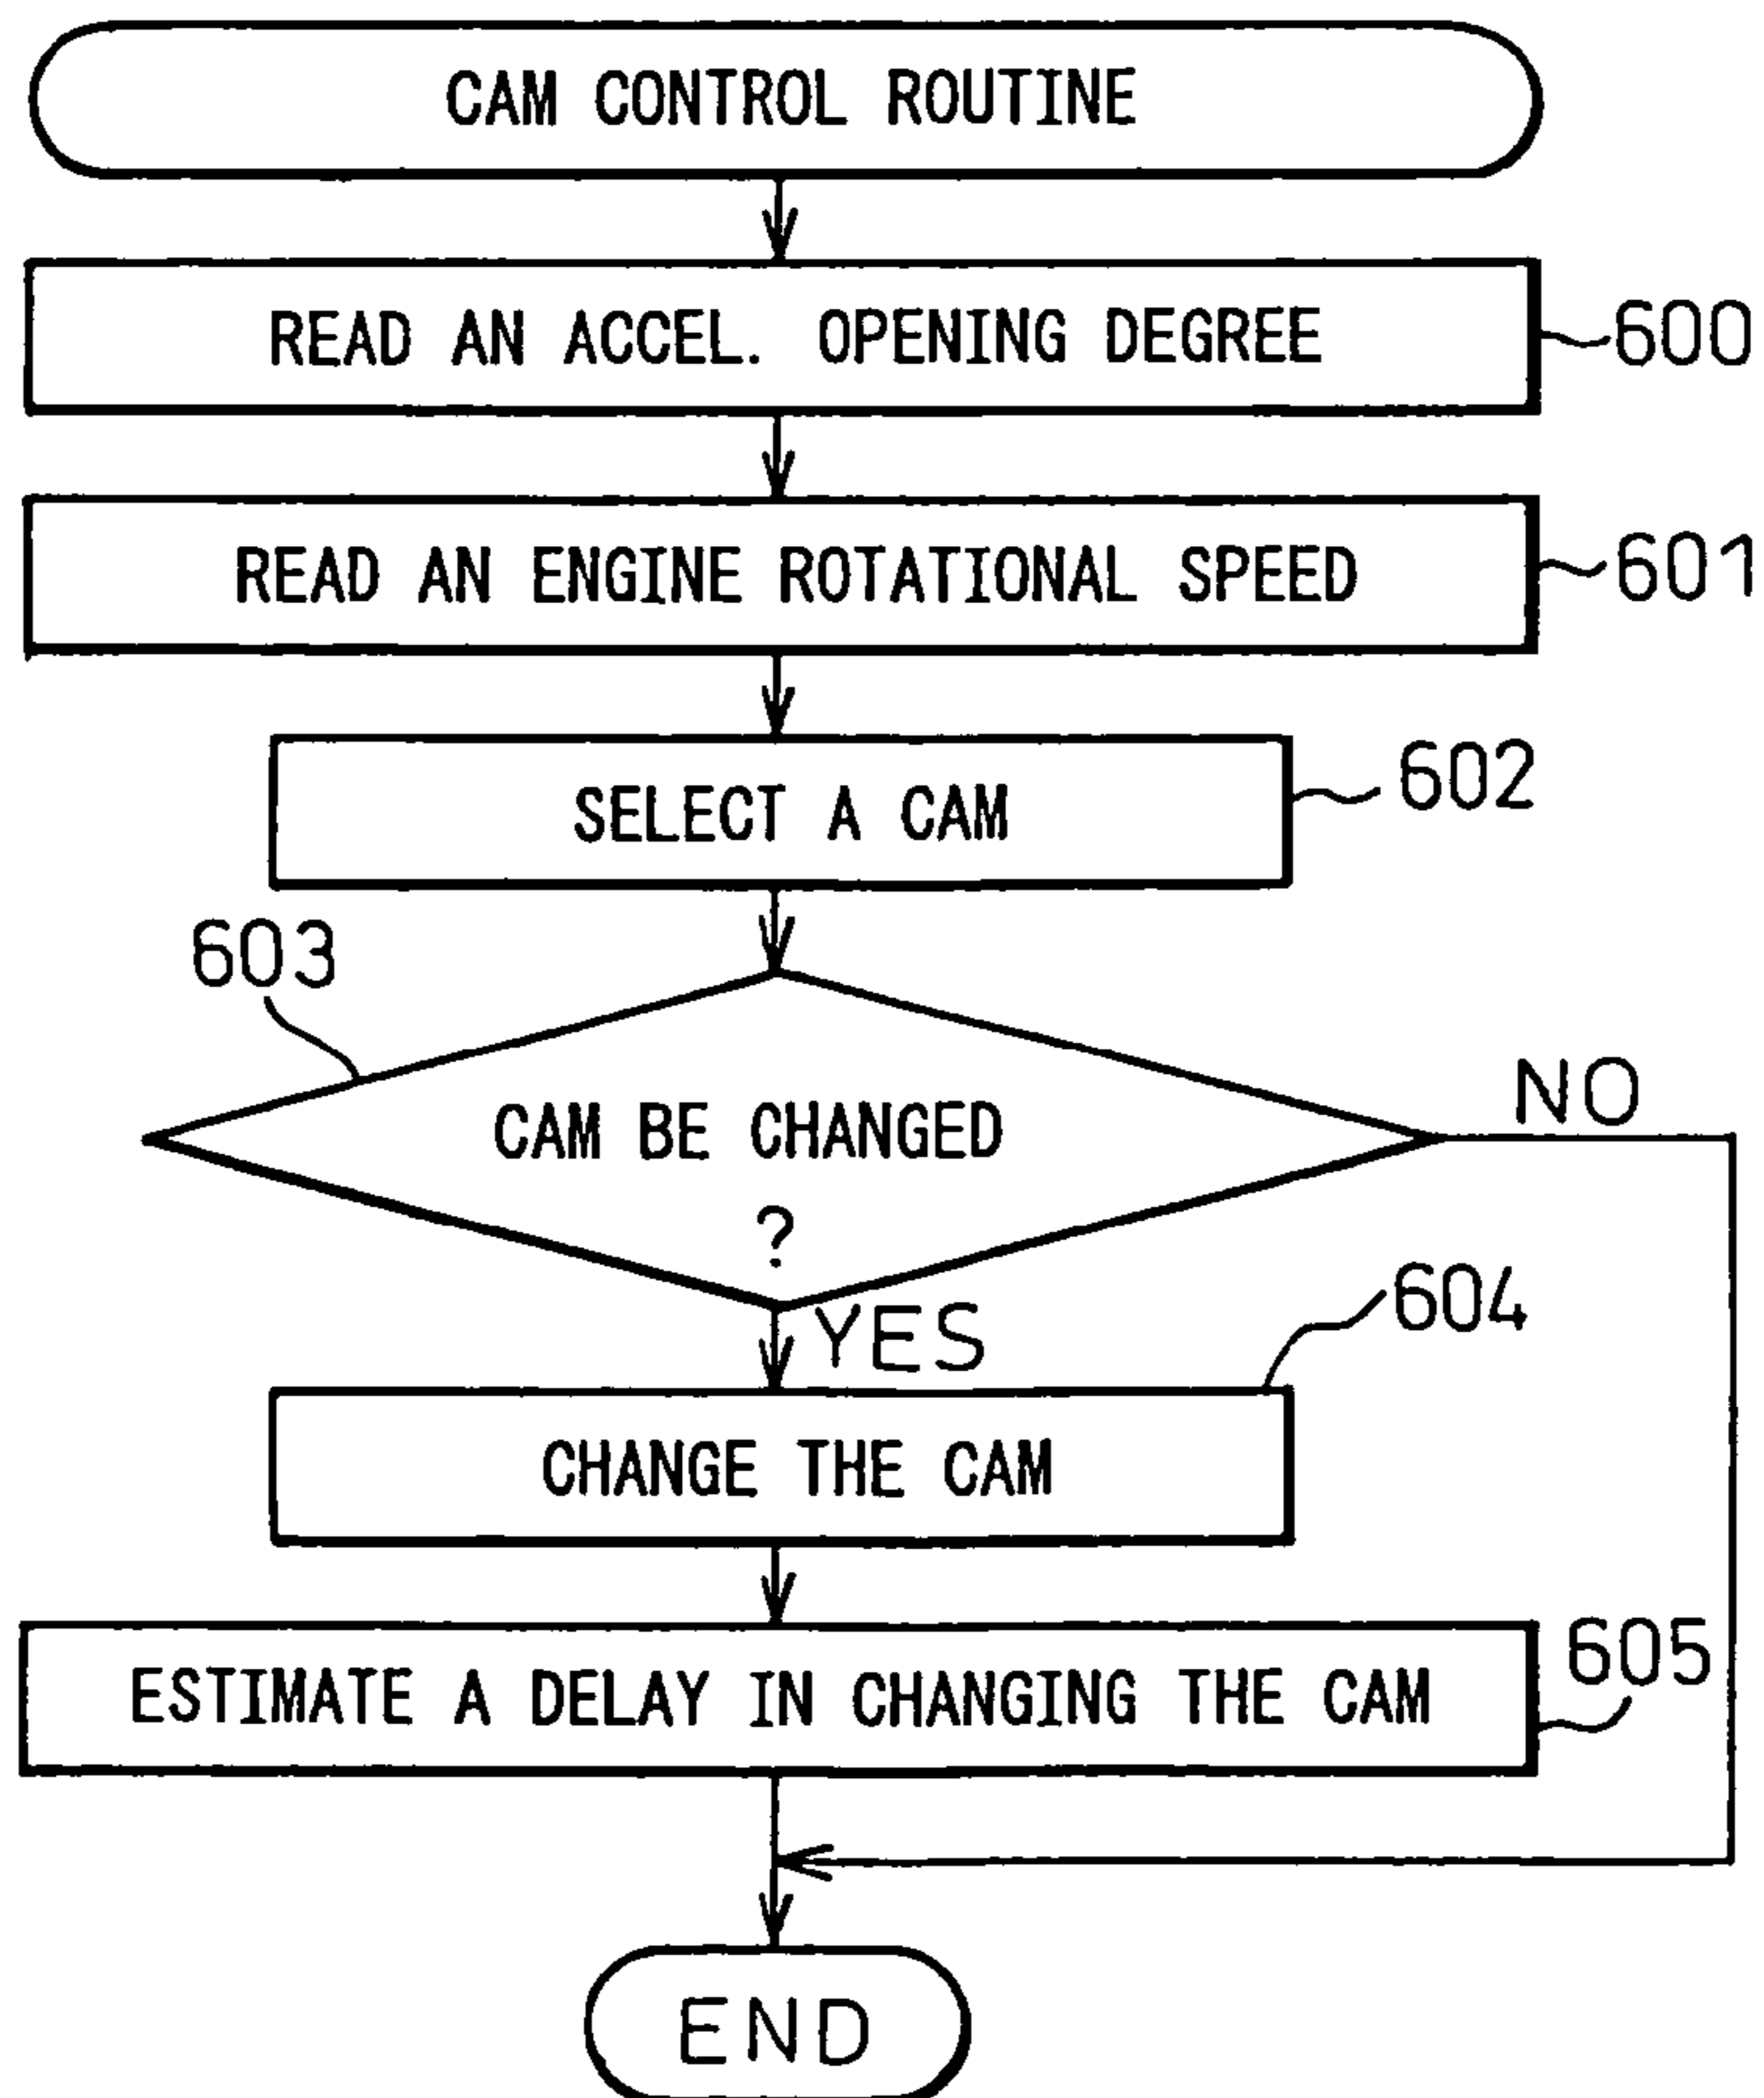 CAM CONTROL ROUTINE
READ AN ACCEL. OPENING DEGREE
600
READ AN ENGINE ROTATIONAL SPEED
601
SELECT A CAM
602
603
CAM BE CHANGED
?
NO
YES
604
CHANGE THE CAM
ESTIMATE A DELAY IN CHANGING THE CAM
605
END